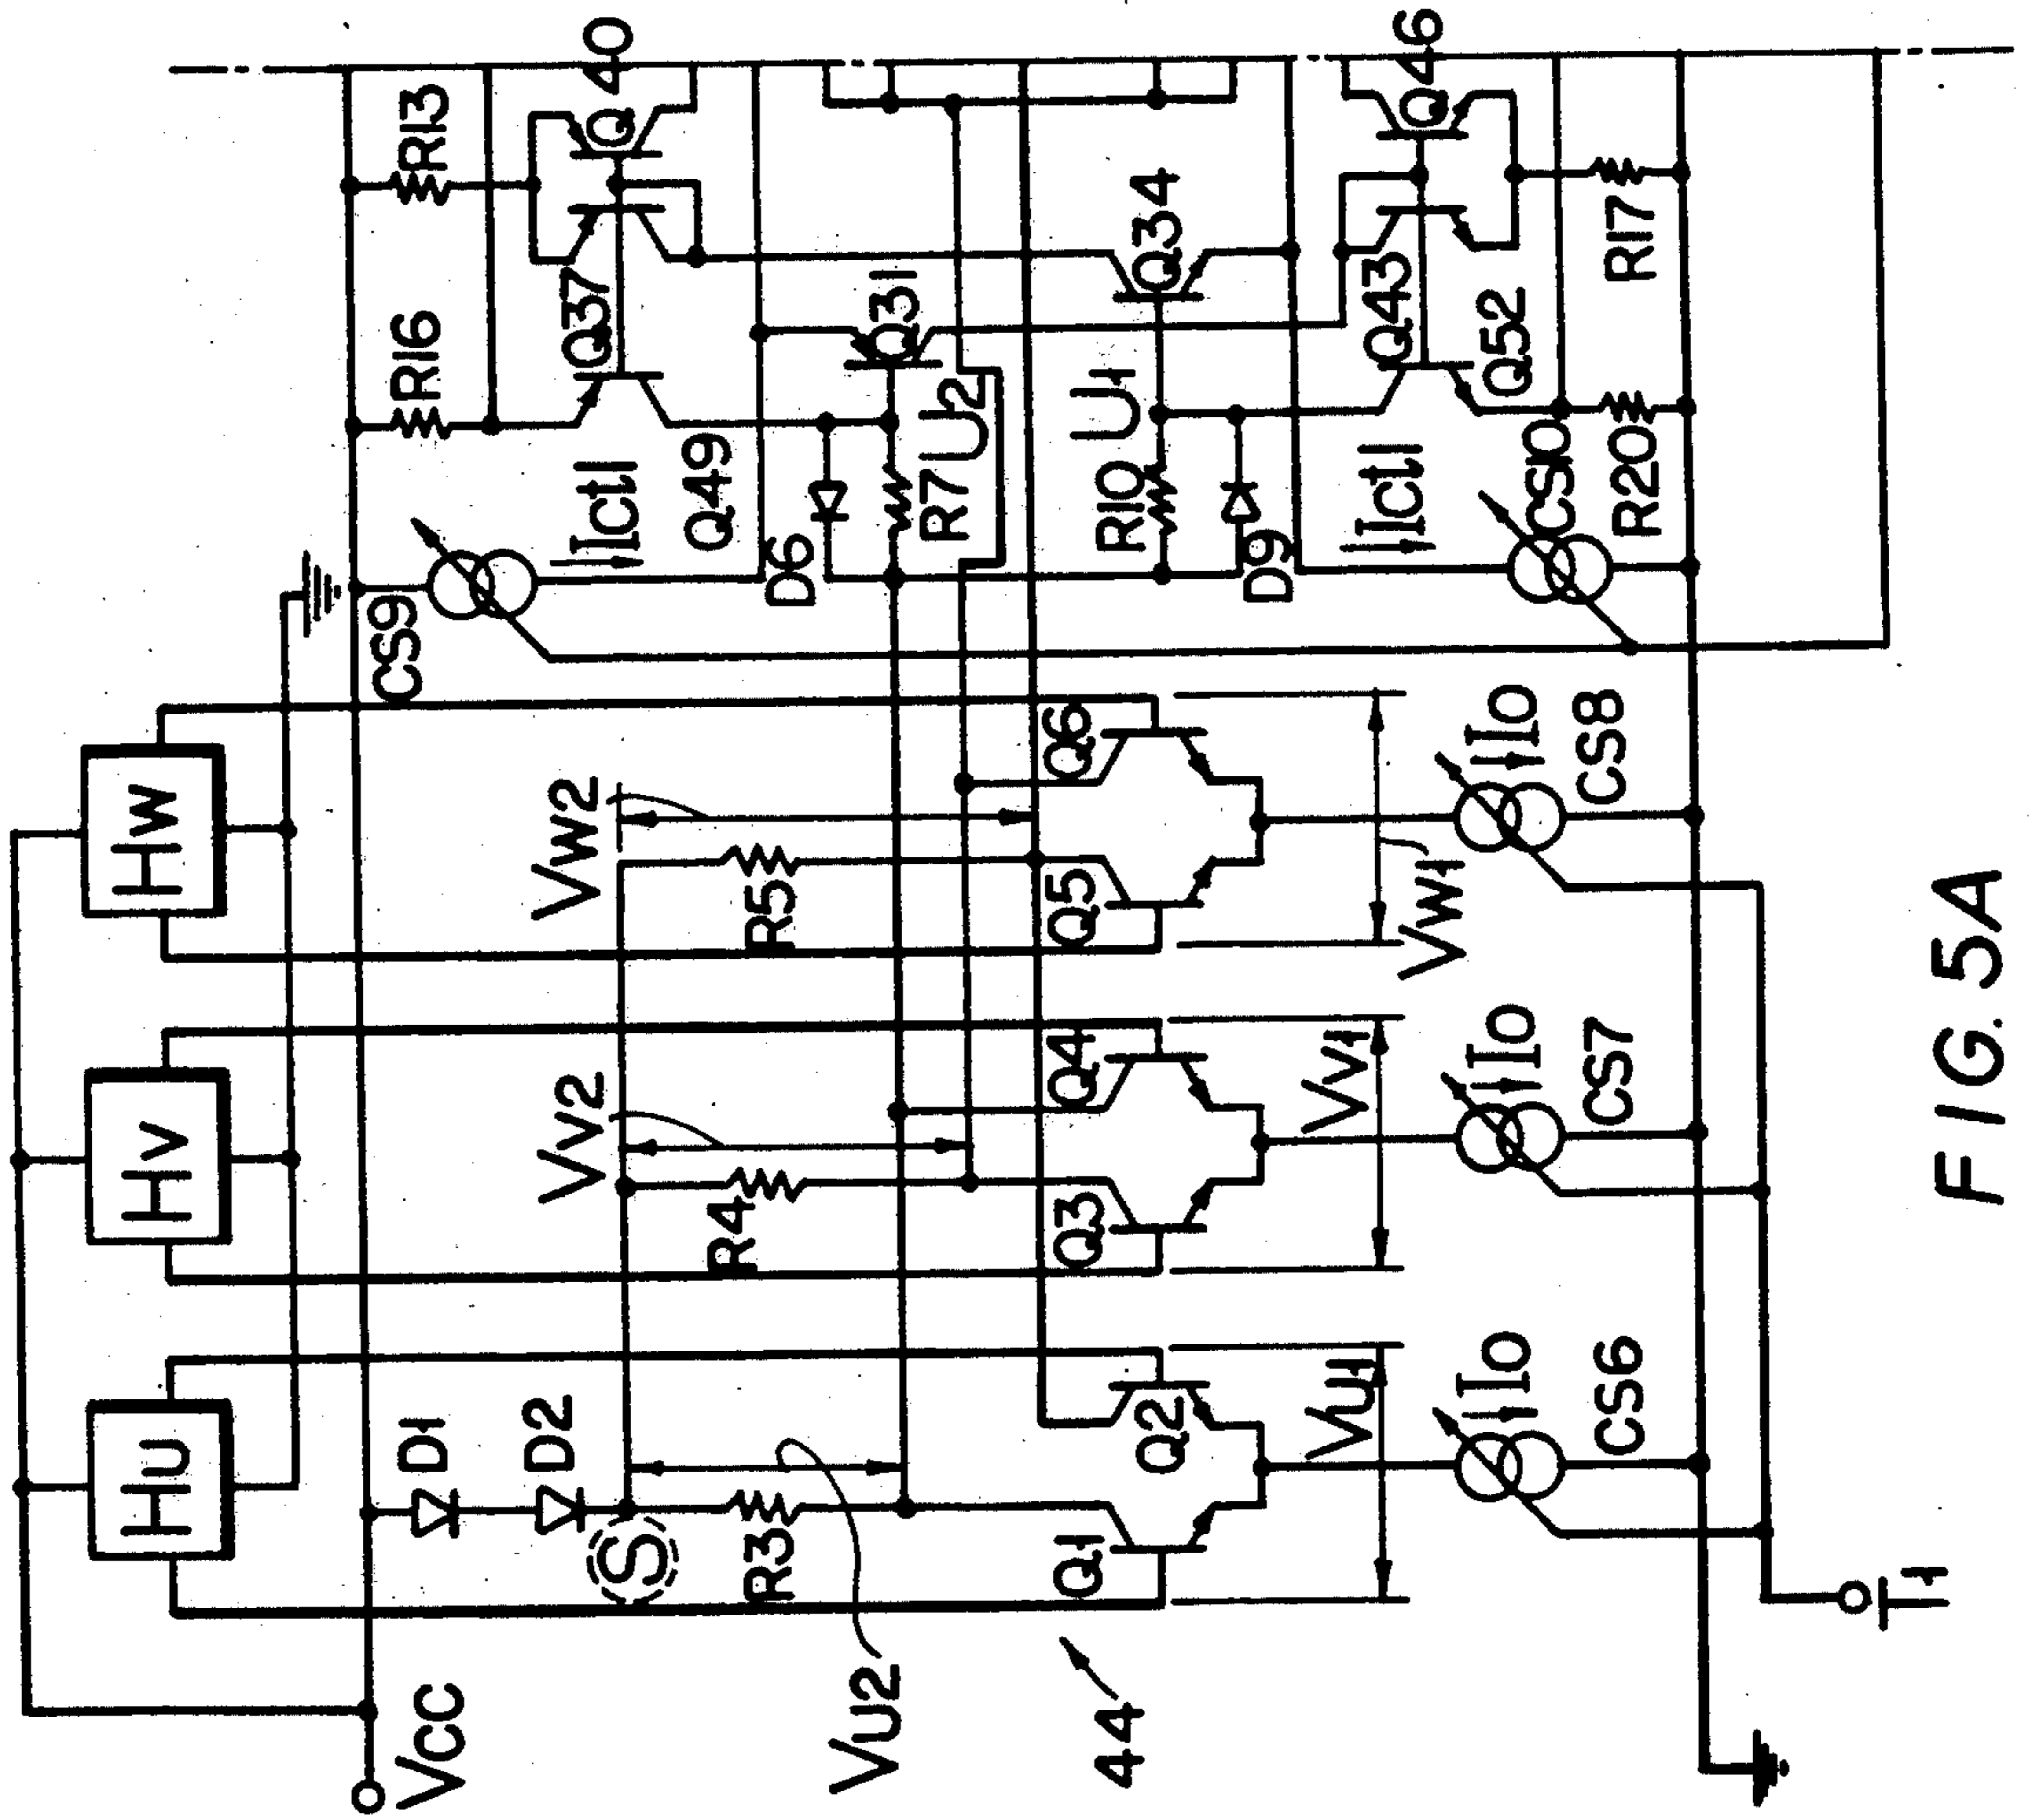 HU
HV
HW
VCC
D1
D2
S
R3
R4
R5
VU2
VV2
VW2
44
Q1
Q2
Q3
Q4
Q5
Q6
VU1
VV1
VW1
IO
CS6
IO
CS7
IO
CS8
T1
CS9
Ictl
R16
R13
Q37
Q40
Q49
D6
R7
U2
Q31
R10
U1
Q34
D9
Ictl
CS10
R20
Q43
Q52
Q46
R17
FIG. 5A